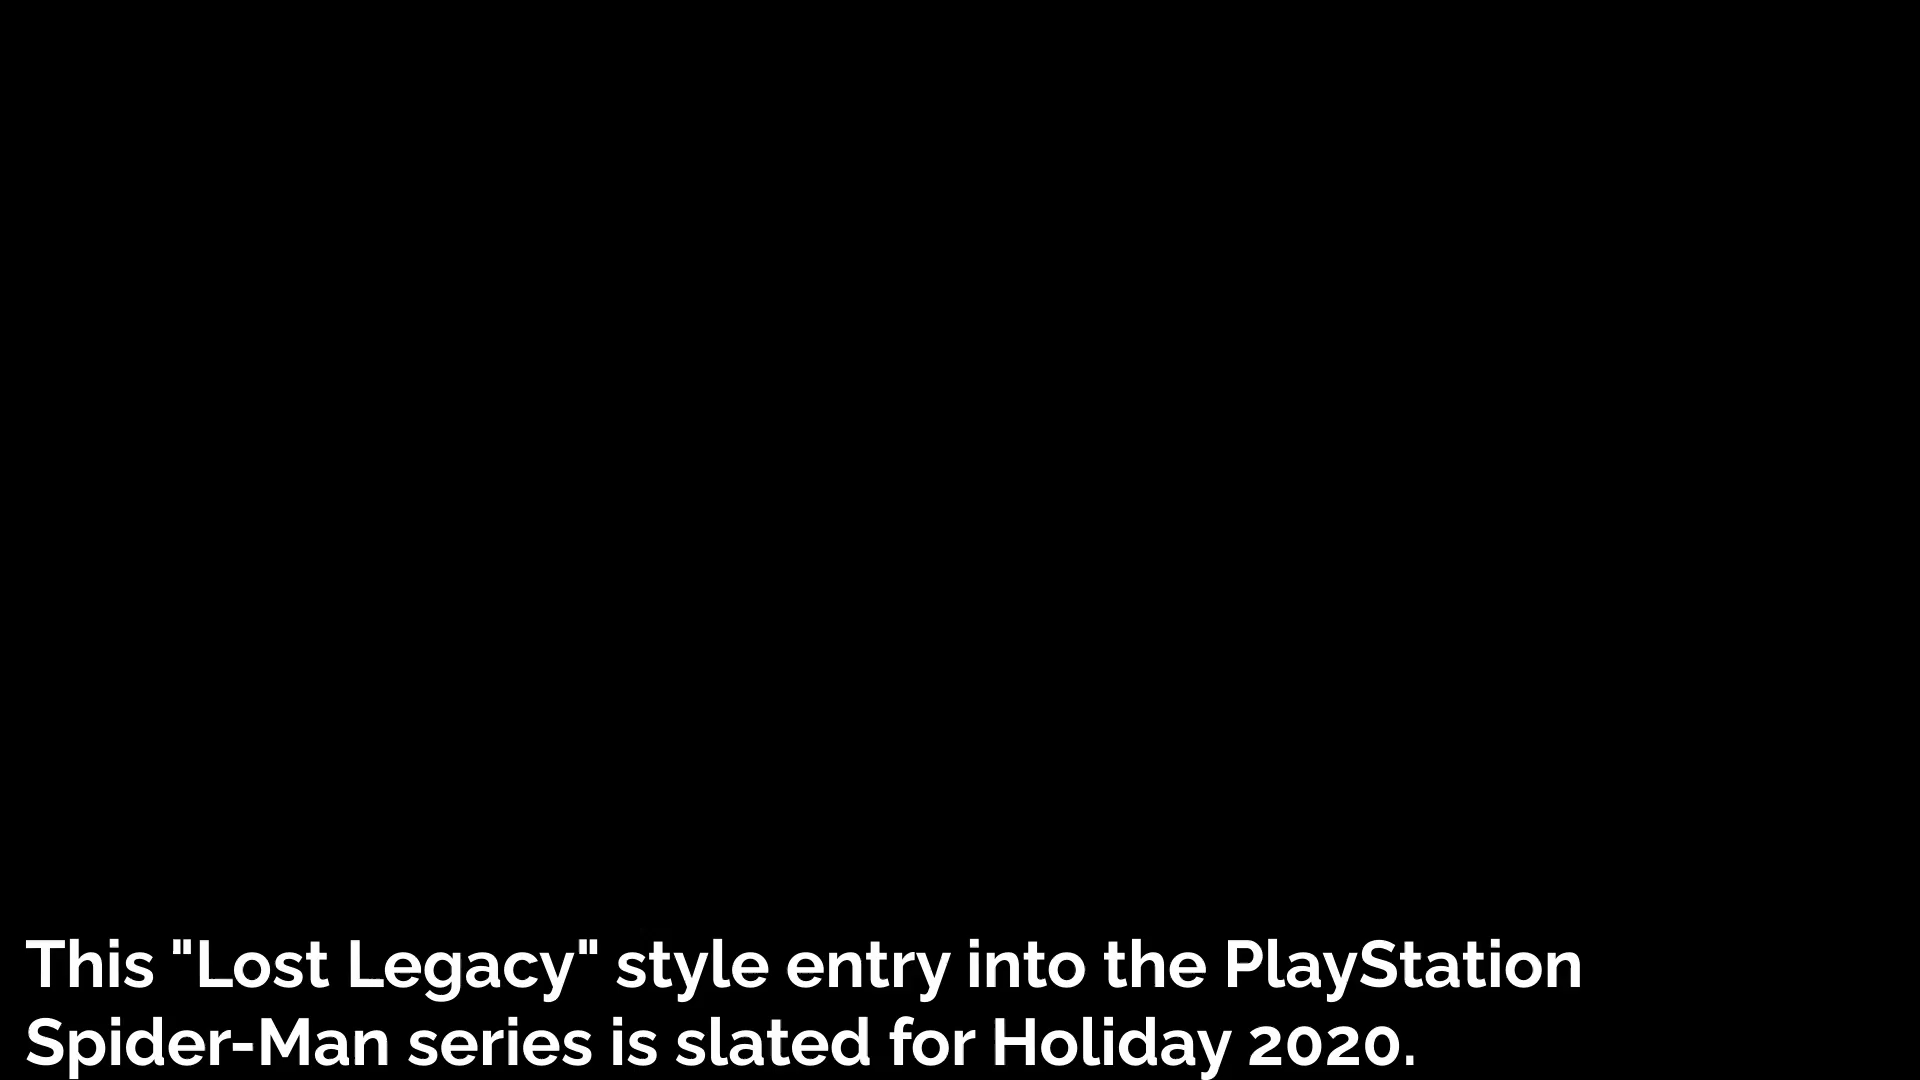 This "Lost Legacy" style entry into the PlayStation
Spider-Man series is slated for Holiday 2020.